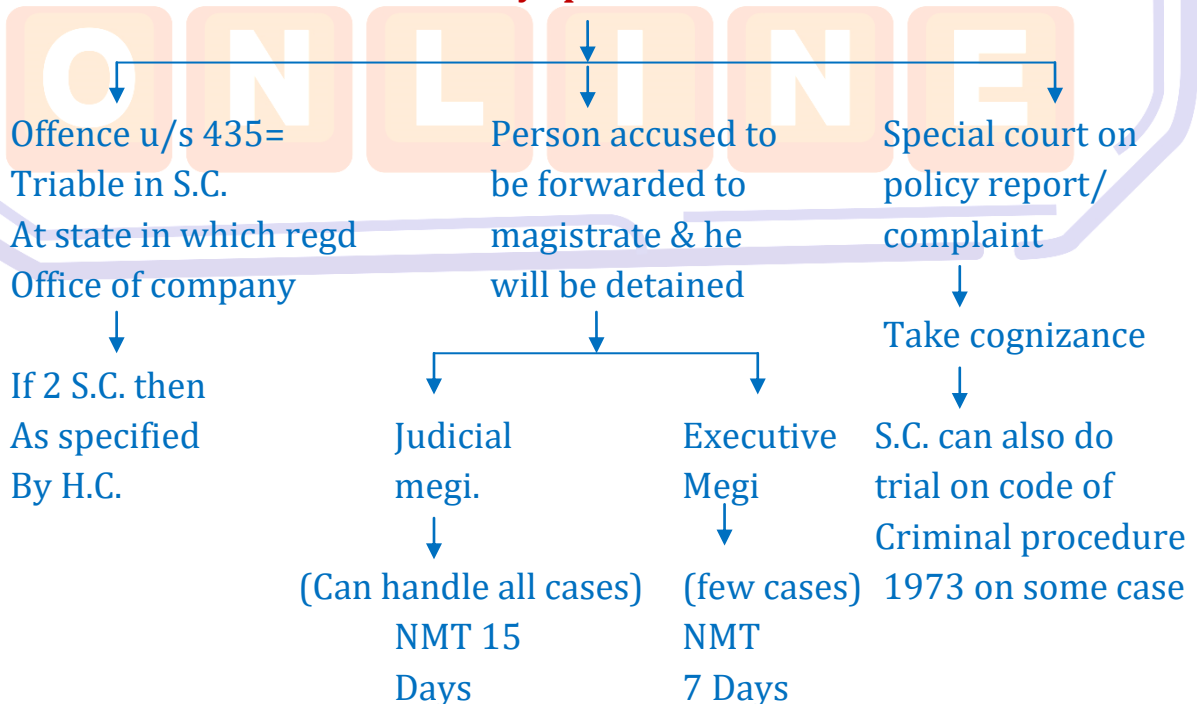 ONLINE
Offence u/s 435=
Triable in S.C.
At state in which regd
Office of company
If 2 S.C. then
As specified
By H.C.
Person accused to
be forwarded to
magistrate & he
will be detained
Judicial
megi.
(Can handle all cases)
NMT 15
Days
Executive
Megi
(few cases)
NMT
7 Days
Special court on
policy report/
complaint
Take cognizance
S.C. can also do
trial on code of
Criminal procedure
1973 on some case